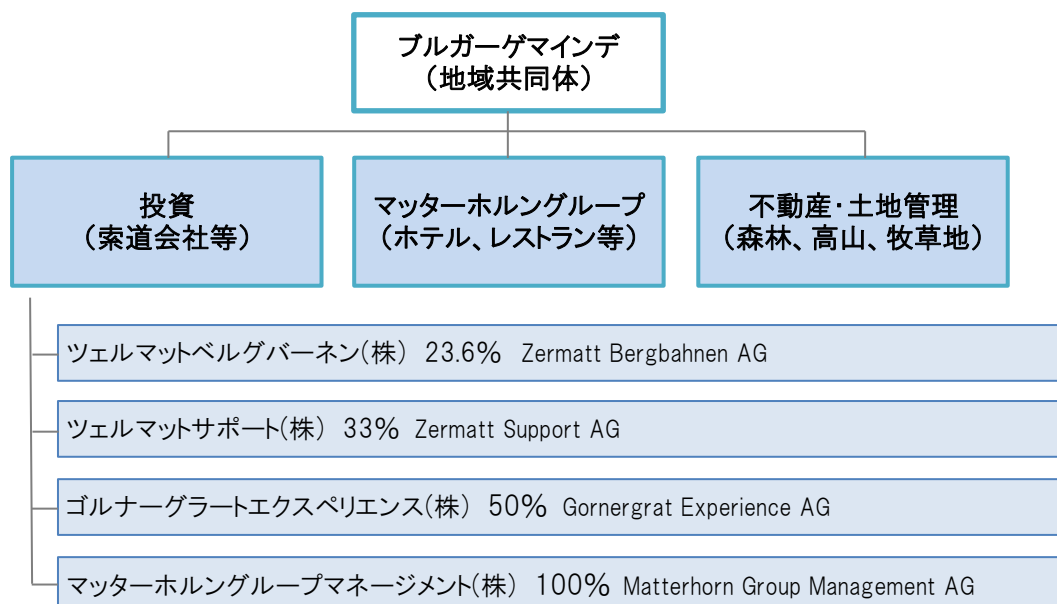 ブルガーゲマインデ
（地域共同体）
投資
（索道会社等）
マッターホルングループ
（ホテル、レストラン等）
不動産・土地管理
（森林、高山、牧草地）
ツェルマットベルグバーネン(株) 23.6% Zermatt Bergbahnen AG
ツェルマットサポート(株) 33% Zermatt Support AG
ゴルナーグラートエクスペリエンス(株) 50% Gornergrat Experience AG
マッターホルングループマネージメント(株) 100% Matterhorn Group Management AG